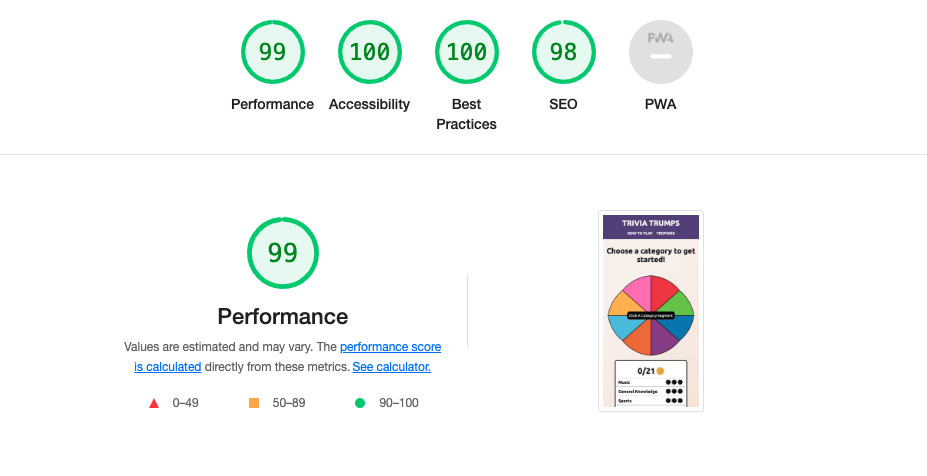 99
100
100
98
PWA
Performance
Accessibility
Best
Practices
SEO
PWA
99
Performance
Values are estimated and may vary. The performance score
is calculated directly from these metrics. See calculator.
0–49
50–89
90–100
TRIVIA TRUMPS
HOW TO PLAY TROPHIES
Choose a category to get
started!
Click A Category Segment
0/21
Music
General Knowledge
Sports